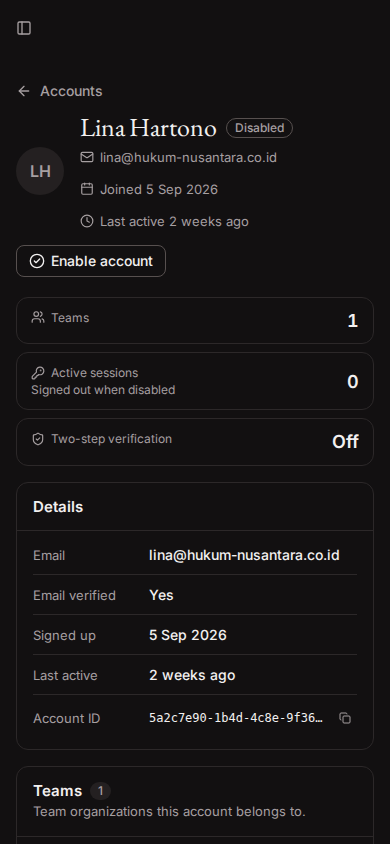 Accounts
Lina Hartono Disabled
lina@hukum-nusantara.co.id
LH
Joined 5 Sep 2026
Last active 2 weeks ago
Enable account
Teams 1
Active sessions 0
Signed out when disabled
Two-step verification Off
Details
Email lina@hukum-nusantara.co.id
Email verified Yes
Signed up 5 Sep 2026
Last active 2 weeks ago
Account ID 5a2c7e90-1b4d-4c8e-9f36…
Teams 1
Team organizations this account belongs to.